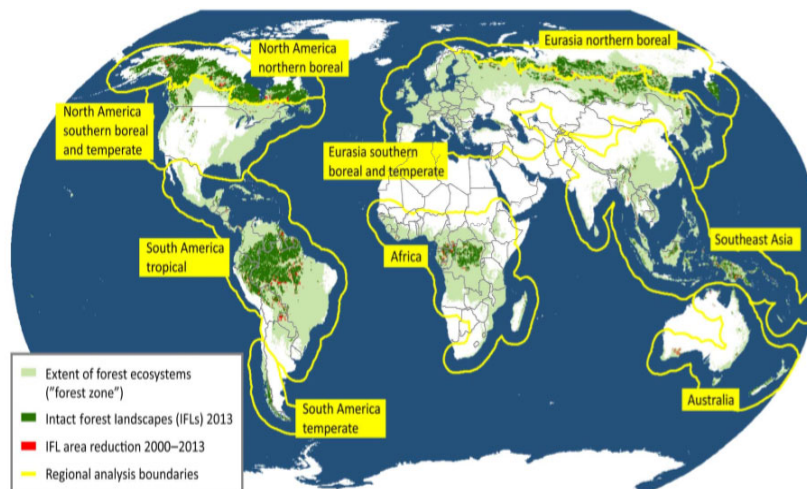 North America
northern boreal
Eurasia northern boreal
North America
southern boreal
and temperate
Eurasia southern
boreal and temperate
South America
tropical
Africa
Southeast Asia
Extent of forest ecosystems
("forest zone")
Intact forest landscapes (IFLs) 2013
IFL area reduction 2000–2013
Regional analysis boundaries
South America
temperate
Australia